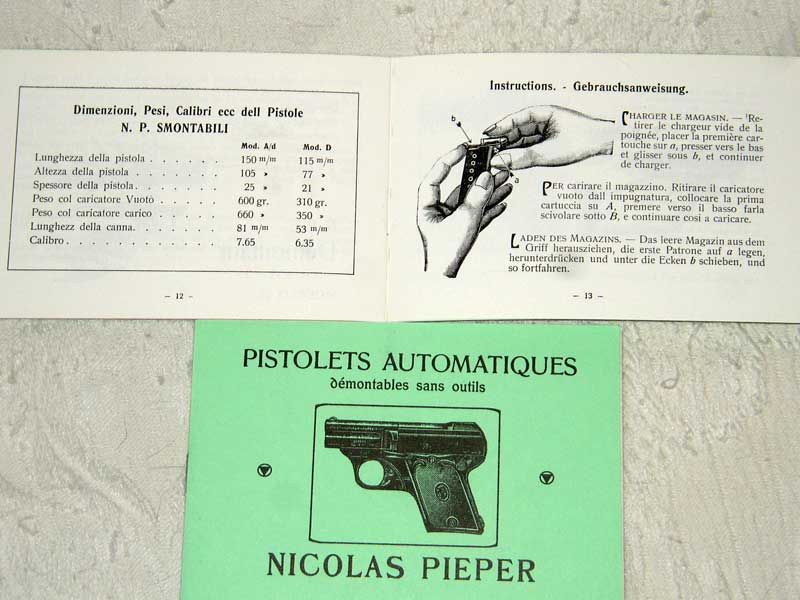 Dimenzioni, Pesi, Calibri ecc dell Pistole
N. P. SMONTABILI
Mod. A/d Mod. D
Lunghezza della pistola . . . . . . 150 m/m 115 m/m
Altezza della pistola . . . . . . . 105 » 77 »
Spessore della pistola . . . . . . . 25 » 21 »
Peso col caricatore Vuoto . . . . . 600 gr. 310 gr.
Peso col caricatore carico . . . . . 660 » 350 »
Lunghezz della canna. . . . . . . . 81 m/m 53 m/m
Calibro . . . . . . . . . . . . . . 7.65 6.35
– 12 –
Instructions. - Gebrauchsanweisung.
b
a
CHARGER LE MAGASIN. — 'Re-
tirer le chargeur vide de la
poignée, placer la première car-
touche sur a, presser vers le bas
et glisser sous b, et continuer
de charger.
PER carirare il magazzino. Ritirare il caricatore
vuoto dall impugnatura, collocare la prima
cartuccia su A, premere verso il basso farla
scivolare sotto B, e continuare cosi a caricare.
LADEN DES MAGAZINS. — Das leere Magazin aus dem
Griff herausziehen, die erste Patrone auf a legen,
herunterdrücken und unter die Ecken b schieben, und
so fortfahren.
– 13 –
PISTOLETS AUTOMATIQUES
démontables sans outils
NICOLAS PIEPER